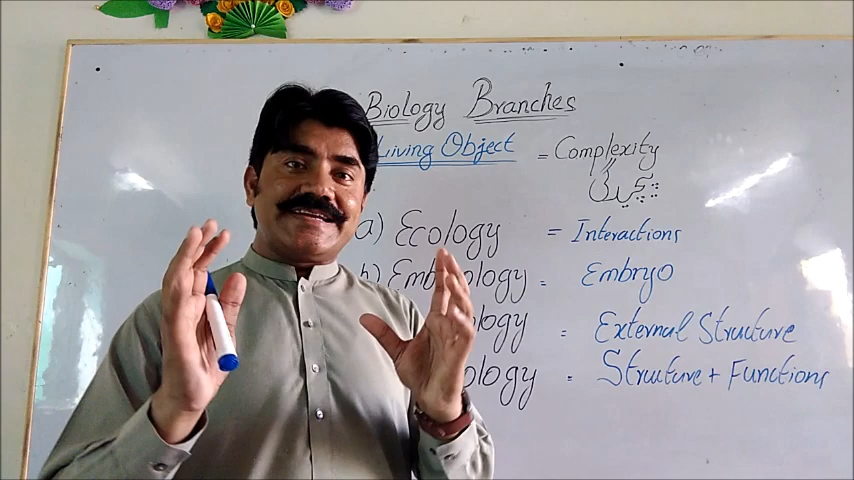 Biology Branches
Living Object = Complexity
پیچیدگی
a) Ecology = Interactions
b) Embryology = Embryo
ology = External Structure
ology = Structure + Functions